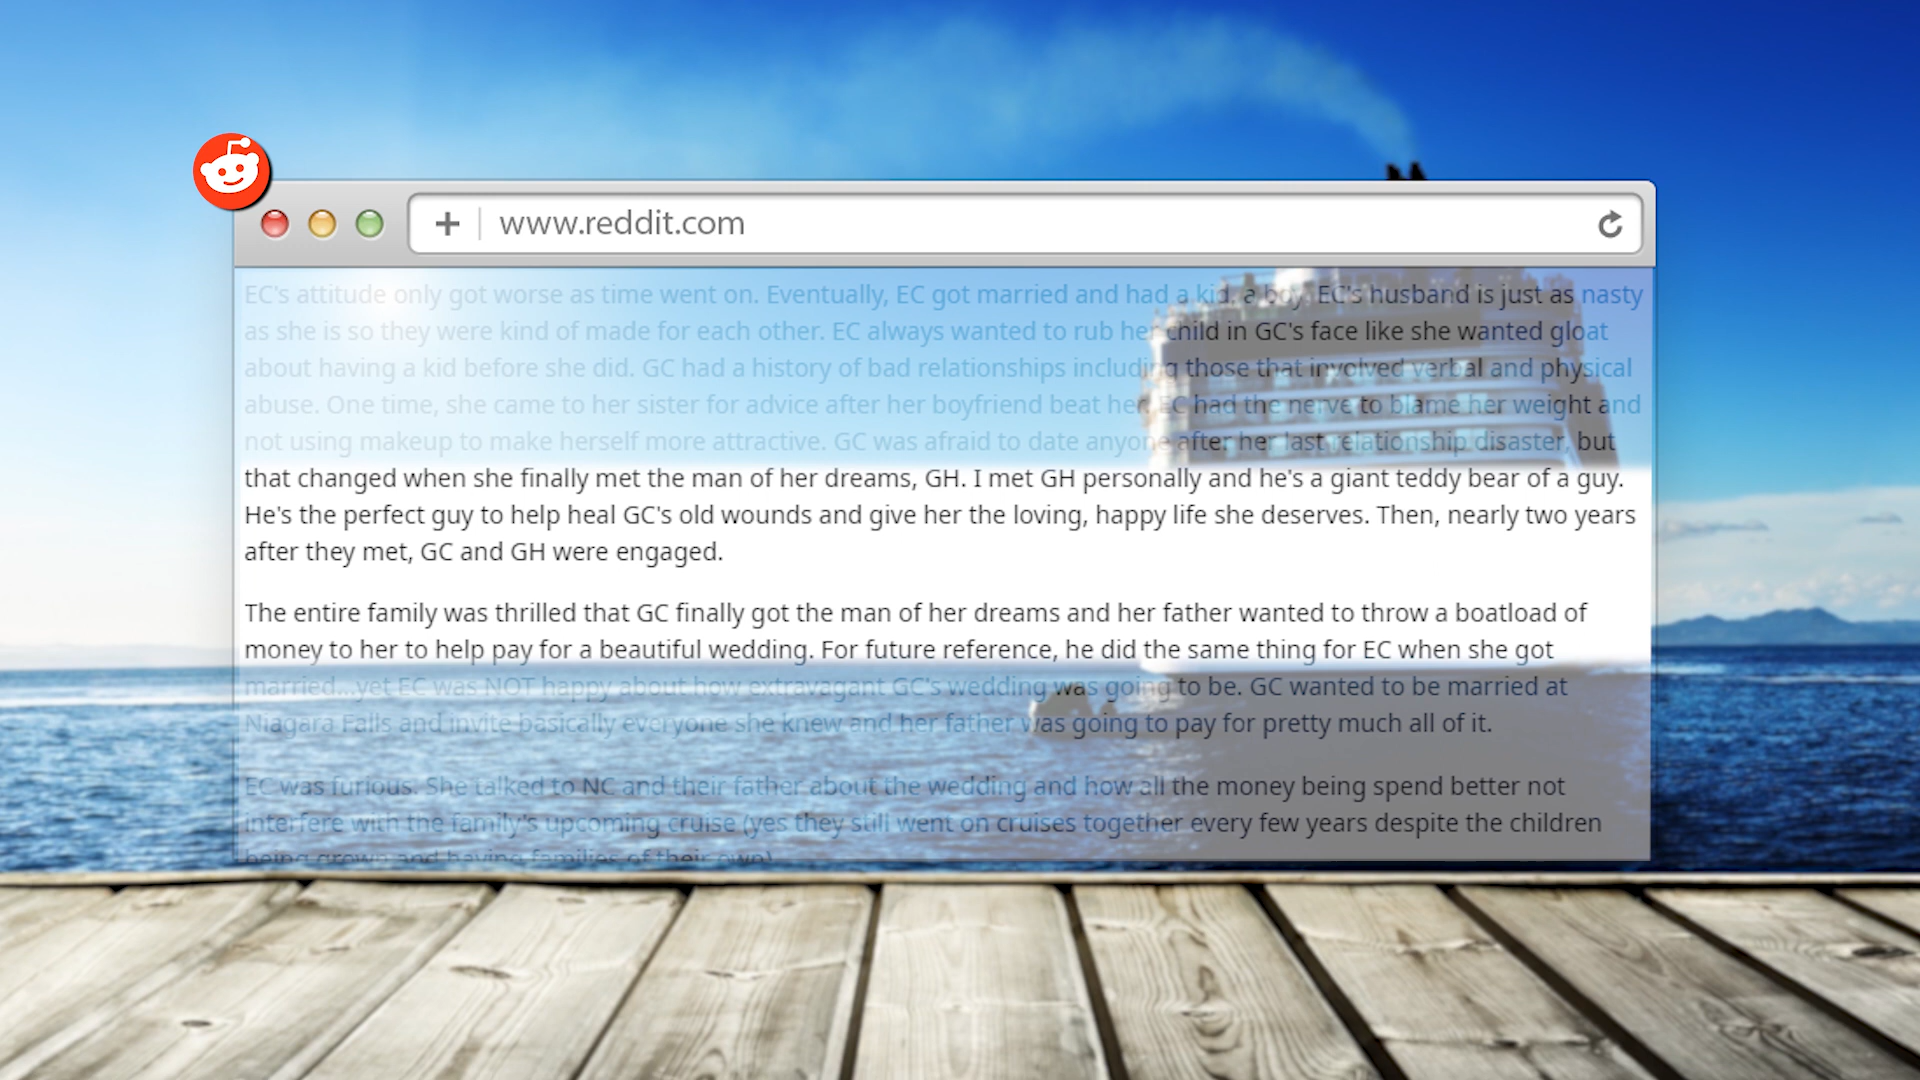 www.reddit.com
EC's attitude only got worse as time went on. Eventually, EC got married and had a kid, a boy. EC's husband is just as nasty
as she is so they were kind of made for each other. EC always wanted to rub her child in GC's face like she wanted gloat
about having a kid before she did. GC had a history of bad relationships including those that involved verbal and physical
abuse. One time, she came to her sister for advice after her boyfriend beat her. EC had the nerve to blame her weight and
not using makeup to make herself more attractive. GC was afraid to date anyone after her last relationship disaster, but
that changed when she finally met the man of her dreams, GH. I met GH personally and he's a giant teddy bear of a guy.
He's the perfect guy to help heal GC's old wounds and give her the loving, happy life she deserves. Then, nearly two years
after they met, GC and GH were engaged.
The entire family was thrilled that GC finally got the man of her dreams and her father wanted to throw a boatload of
money to her to help pay for a beautiful wedding. For future reference, he did the same thing for EC when she got
married...yet EC was NOT happy about how extravagant GC's wedding was going to be. GC wanted to be married at
Niagara Falls and invite basically everyone she knew and her father was going to pay for pretty much all of it.
EC was furious. She talked to NC and their father about the wedding and how all the money being spend better not
interfere with the family's upcoming cruise (yes they still went on cruises together every few years despite the children
being grown and having families of their own)